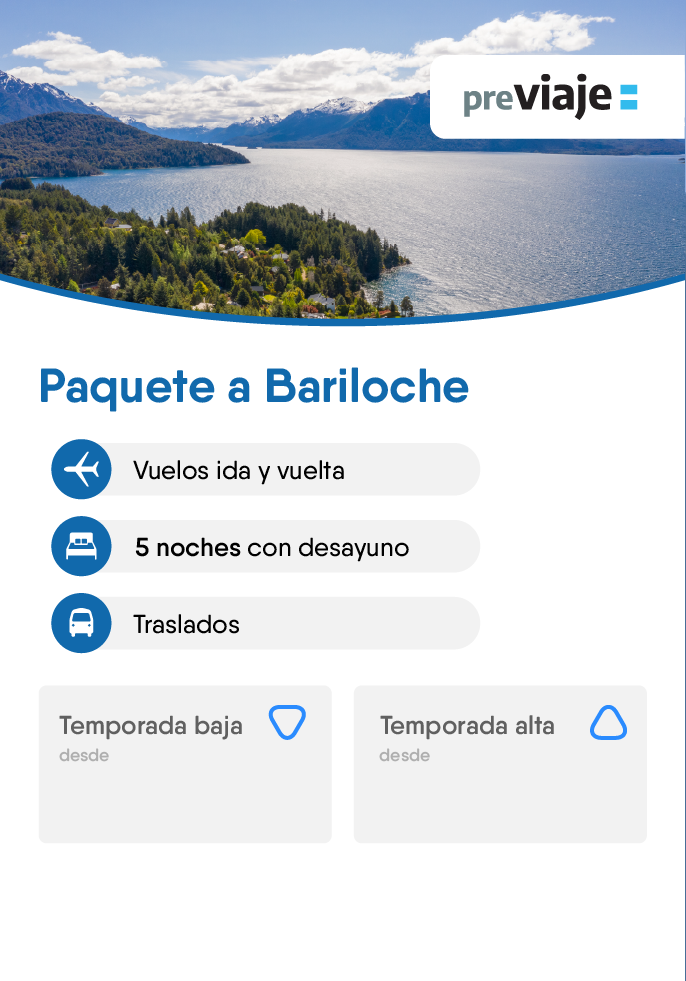 previaje
Paquete a Bariloche
Vuelos ida y vuelta
5 noches con desayuno
Traslados
Temporada baja
desde
Temporada alta
desde